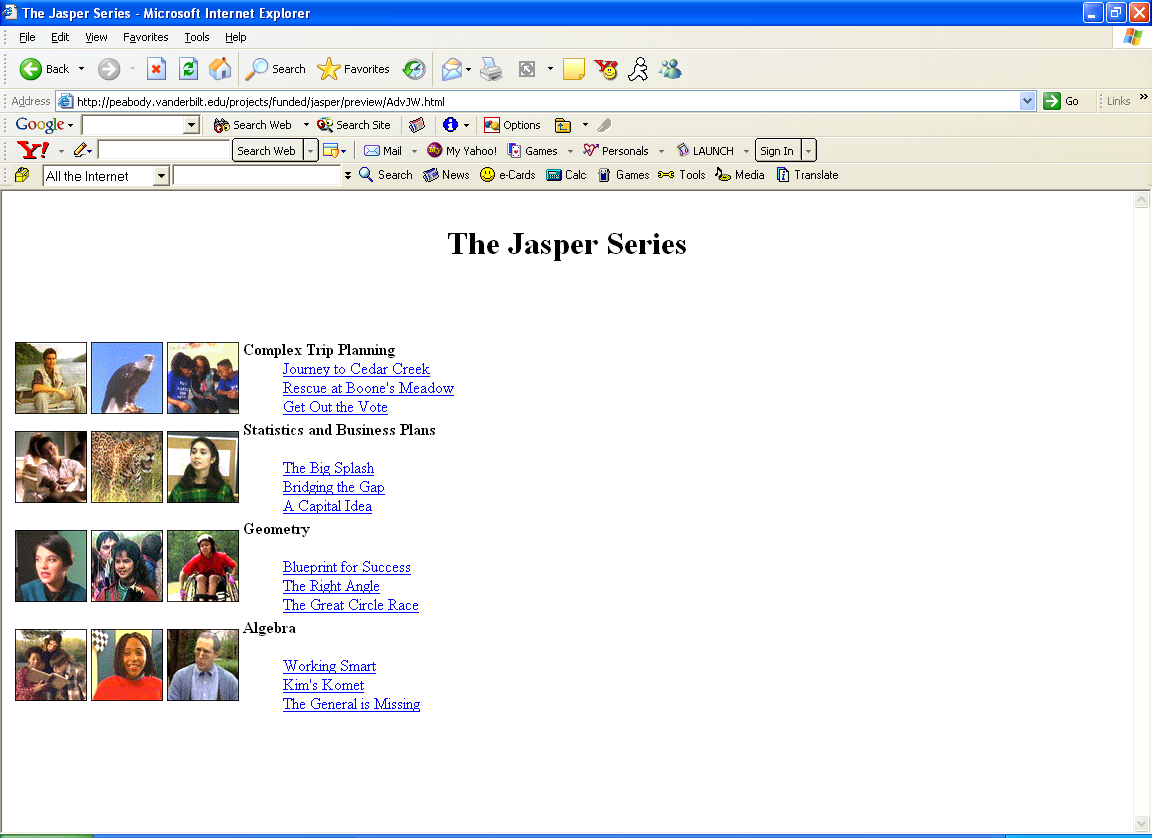 The Jasper Series - Microsoft Internet Explorer
File Edit View Favorites Tools Help
Back Search Favorites
Address http://peabody.vanderbilt.edu/projects/funded/jasper/preview/AdvJW.html Go Links »
Google Search Web Search Site Options
Y! Search Web Mail My Yahoo! Games Personals LAUNCH Sign In
All the Internet Search News e-Cards Calc Games Tools Media Translate
The Jasper Series
Complex Trip Planning
Journey to Cedar Creek
Rescue at Boone's Meadow
Get Out the Vote
Statistics and Business Plans
The Big Splash
Bridging the Gap
A Capital Idea
Geometry
Blueprint for Success
The Right Angle
The Great Circle Race
Algebra
Working Smart
Kim's Komet
The General is Missing